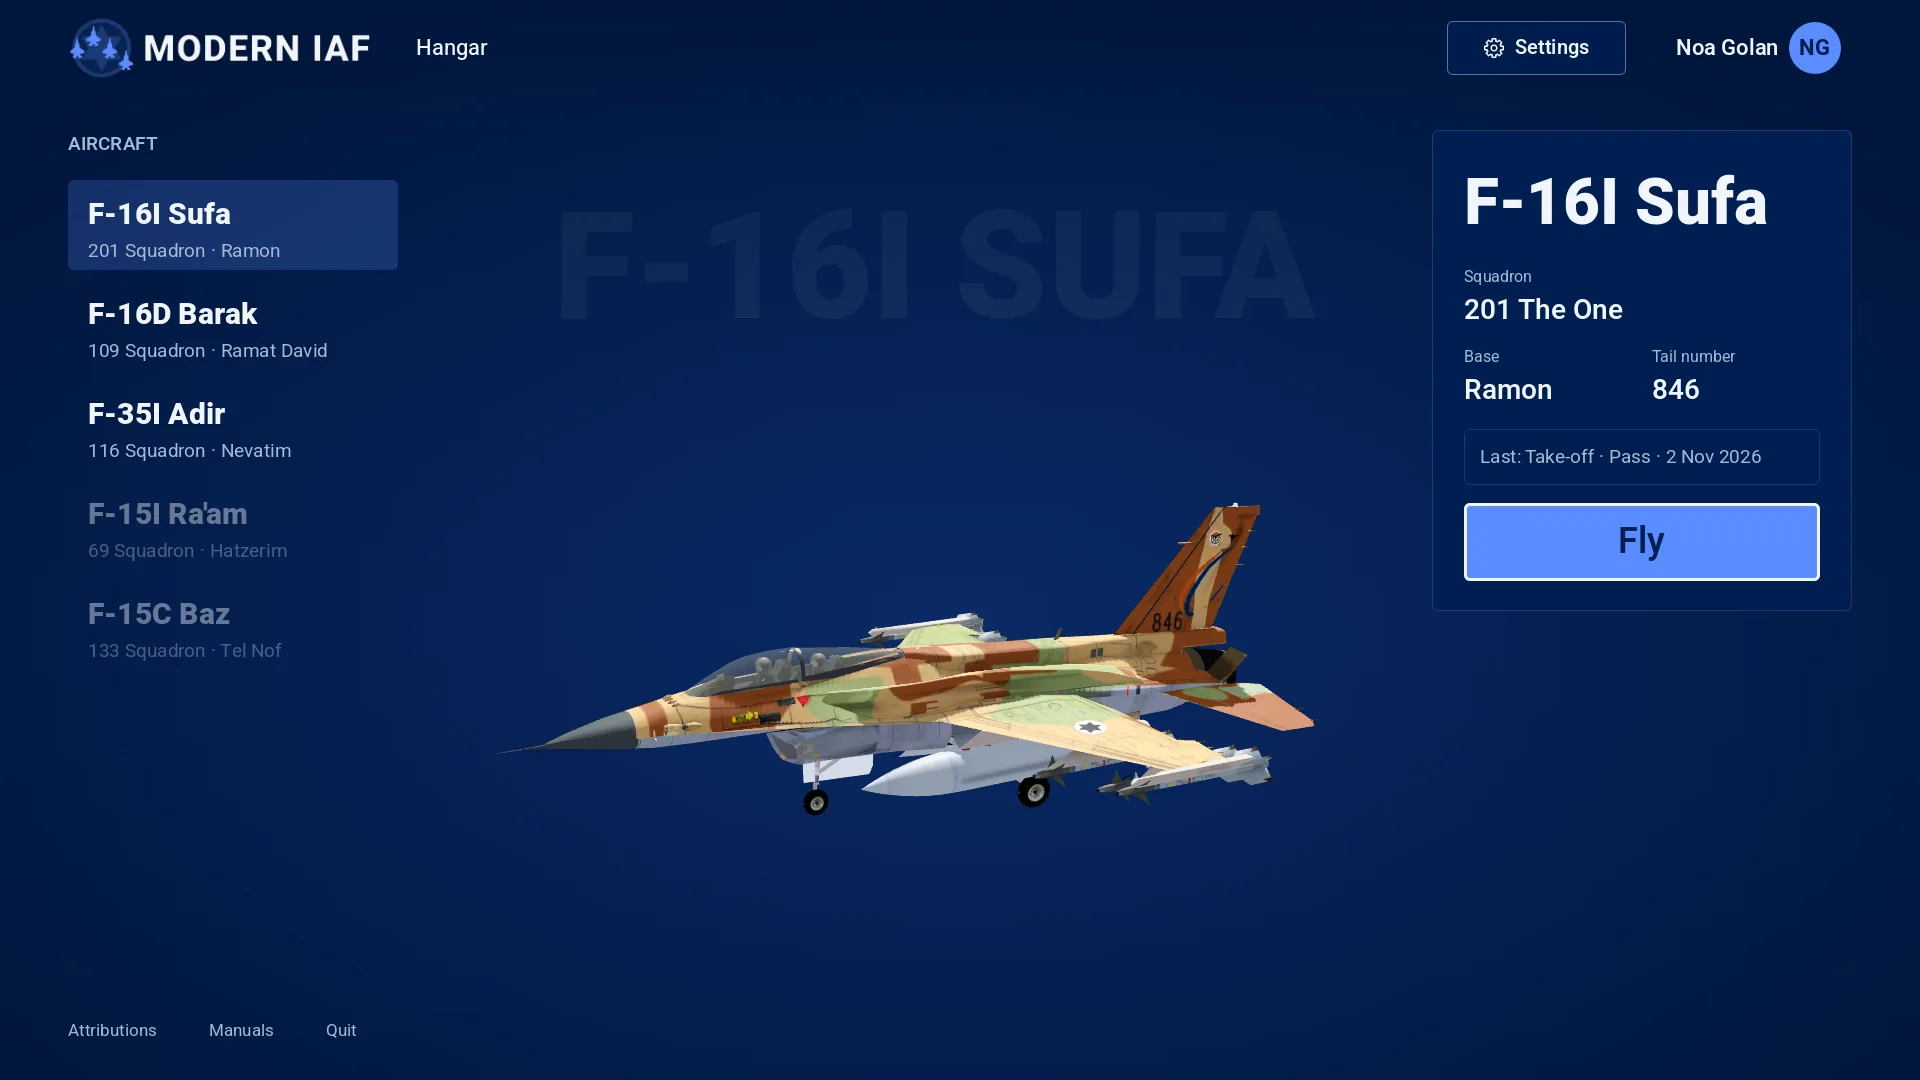 MODERN IAF
Hangar
Settings
Noa Golan
NG
AIRCRAFT
F-16I Sufa
201 Squadron · Ramon
F-16D Barak
109 Squadron · Ramat David
F-35I Adir
116 Squadron · Nevatim
F-15I Ra'am
69 Squadron · Hatzerim
F-15C Baz
133 Squadron · Tel Nof
F-16I SUFA
846
F-16I Sufa
Squadron
201 The One
Base
Ramon
Tail number
846
Last: Take-off · Pass · 2 Nov 2026
Fly
Attributions
Manuals
Quit